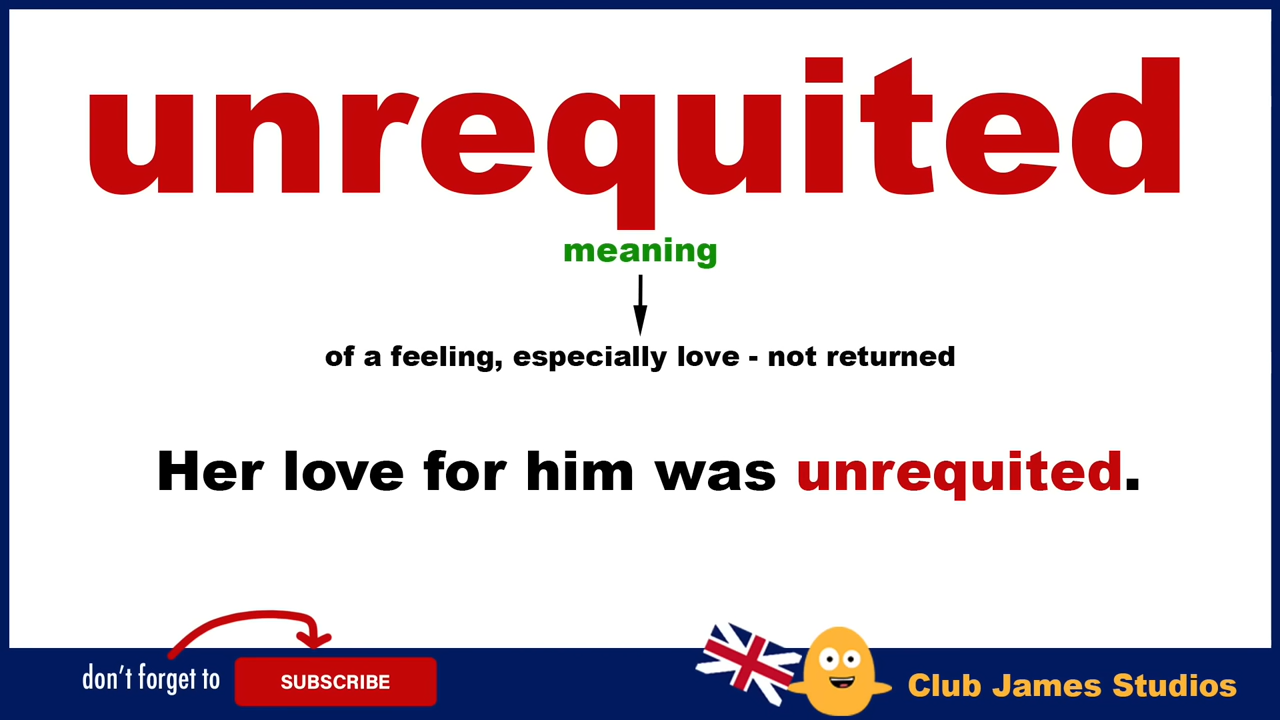 unrequited
meaning
of a feeling, especially love - not returned
Her love for him was unrequited.
don't forget to
SUBSCRIBE
Club James Studios